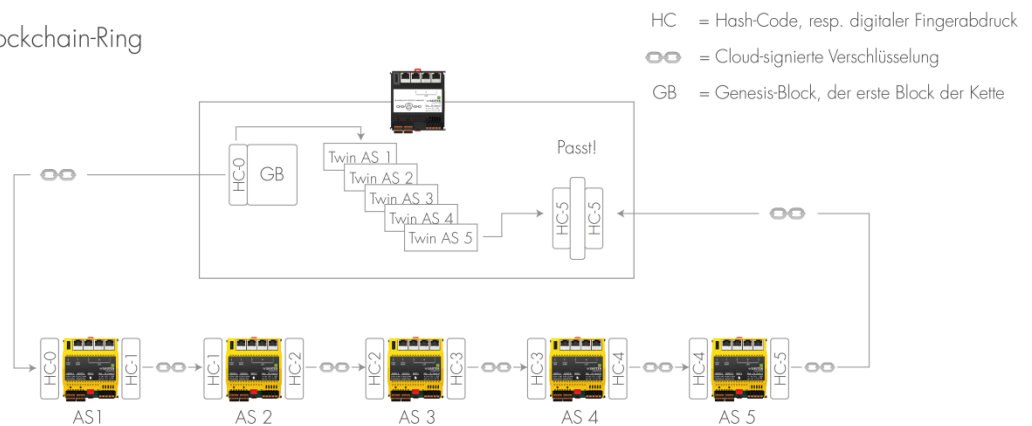 ockchain-Ring
HC = Hash-Code, resp. digitaler Fingerabdruck
= Cloud-signierte Verschlüsselung
GB = Genesis-Block, der erste Block der Kette
HC-0
GB
Twin AS 1
Twin AS 2
Twin AS 3
Twin AS 4
Twin AS 5
Passt!
HC-5
HC-5
HC-0
HC-1
HC-1
HC-2
HC-2
HC-3
HC-3
HC-4
HC-4
HC-5
AS1
AS 2
AS 3
AS 4
AS 5